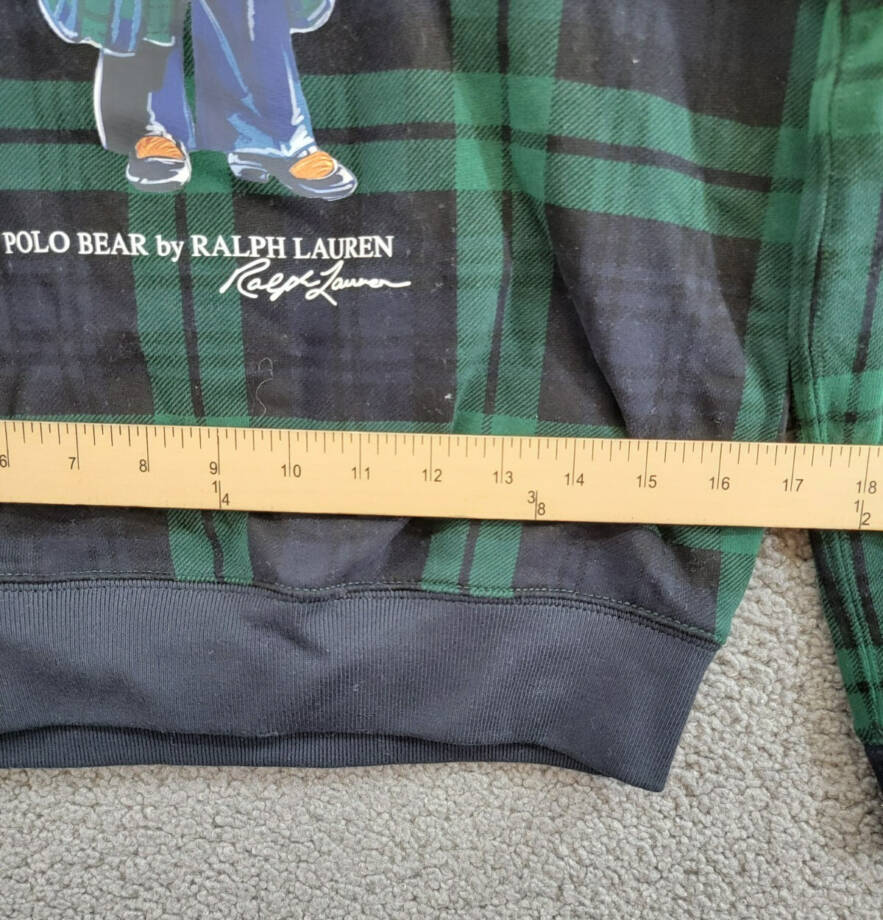 POLO BEAR by RALPH LAUREN
Ralph Lauren
6 7 8 9 10 11 12 13 14 15 16 17 18
1/4 3/8 1/2